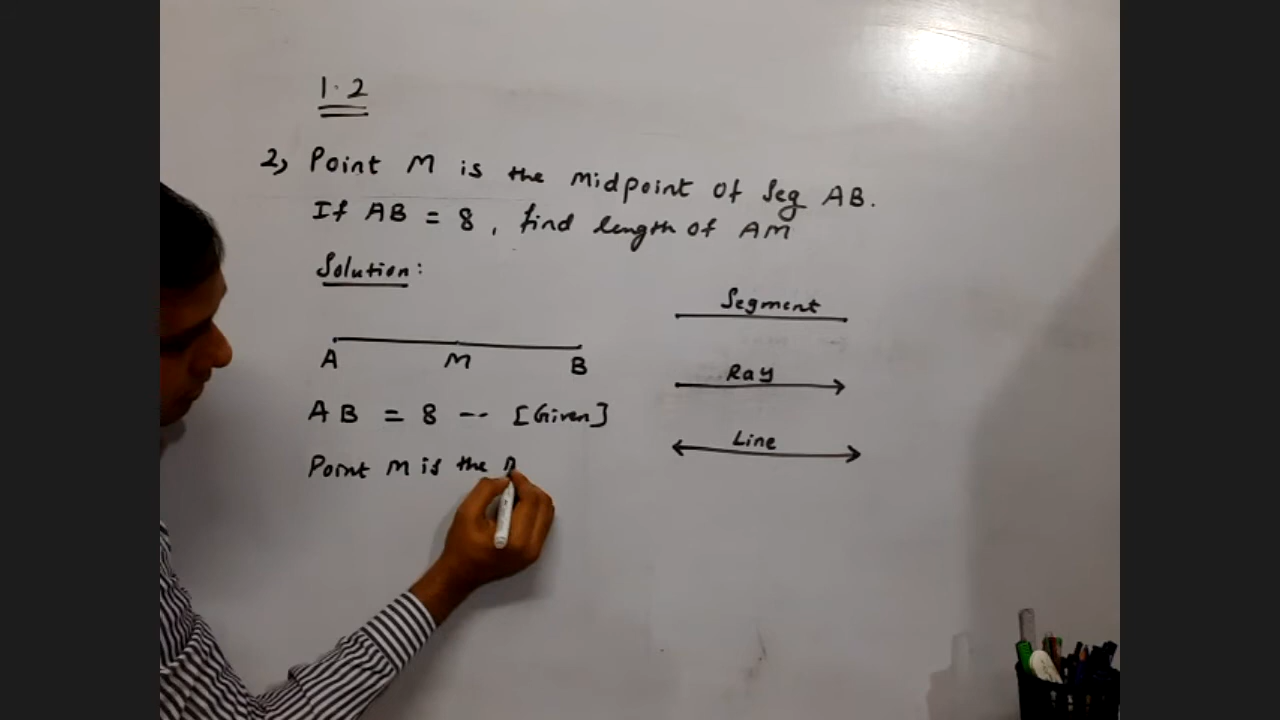 1.2
2) Point M is the midpoint of Seg AB.
If AB = 8, find length of AM
Solution:
A M B
AB = 8 -- [Given]
Point M is the
Segment
Ray
Line